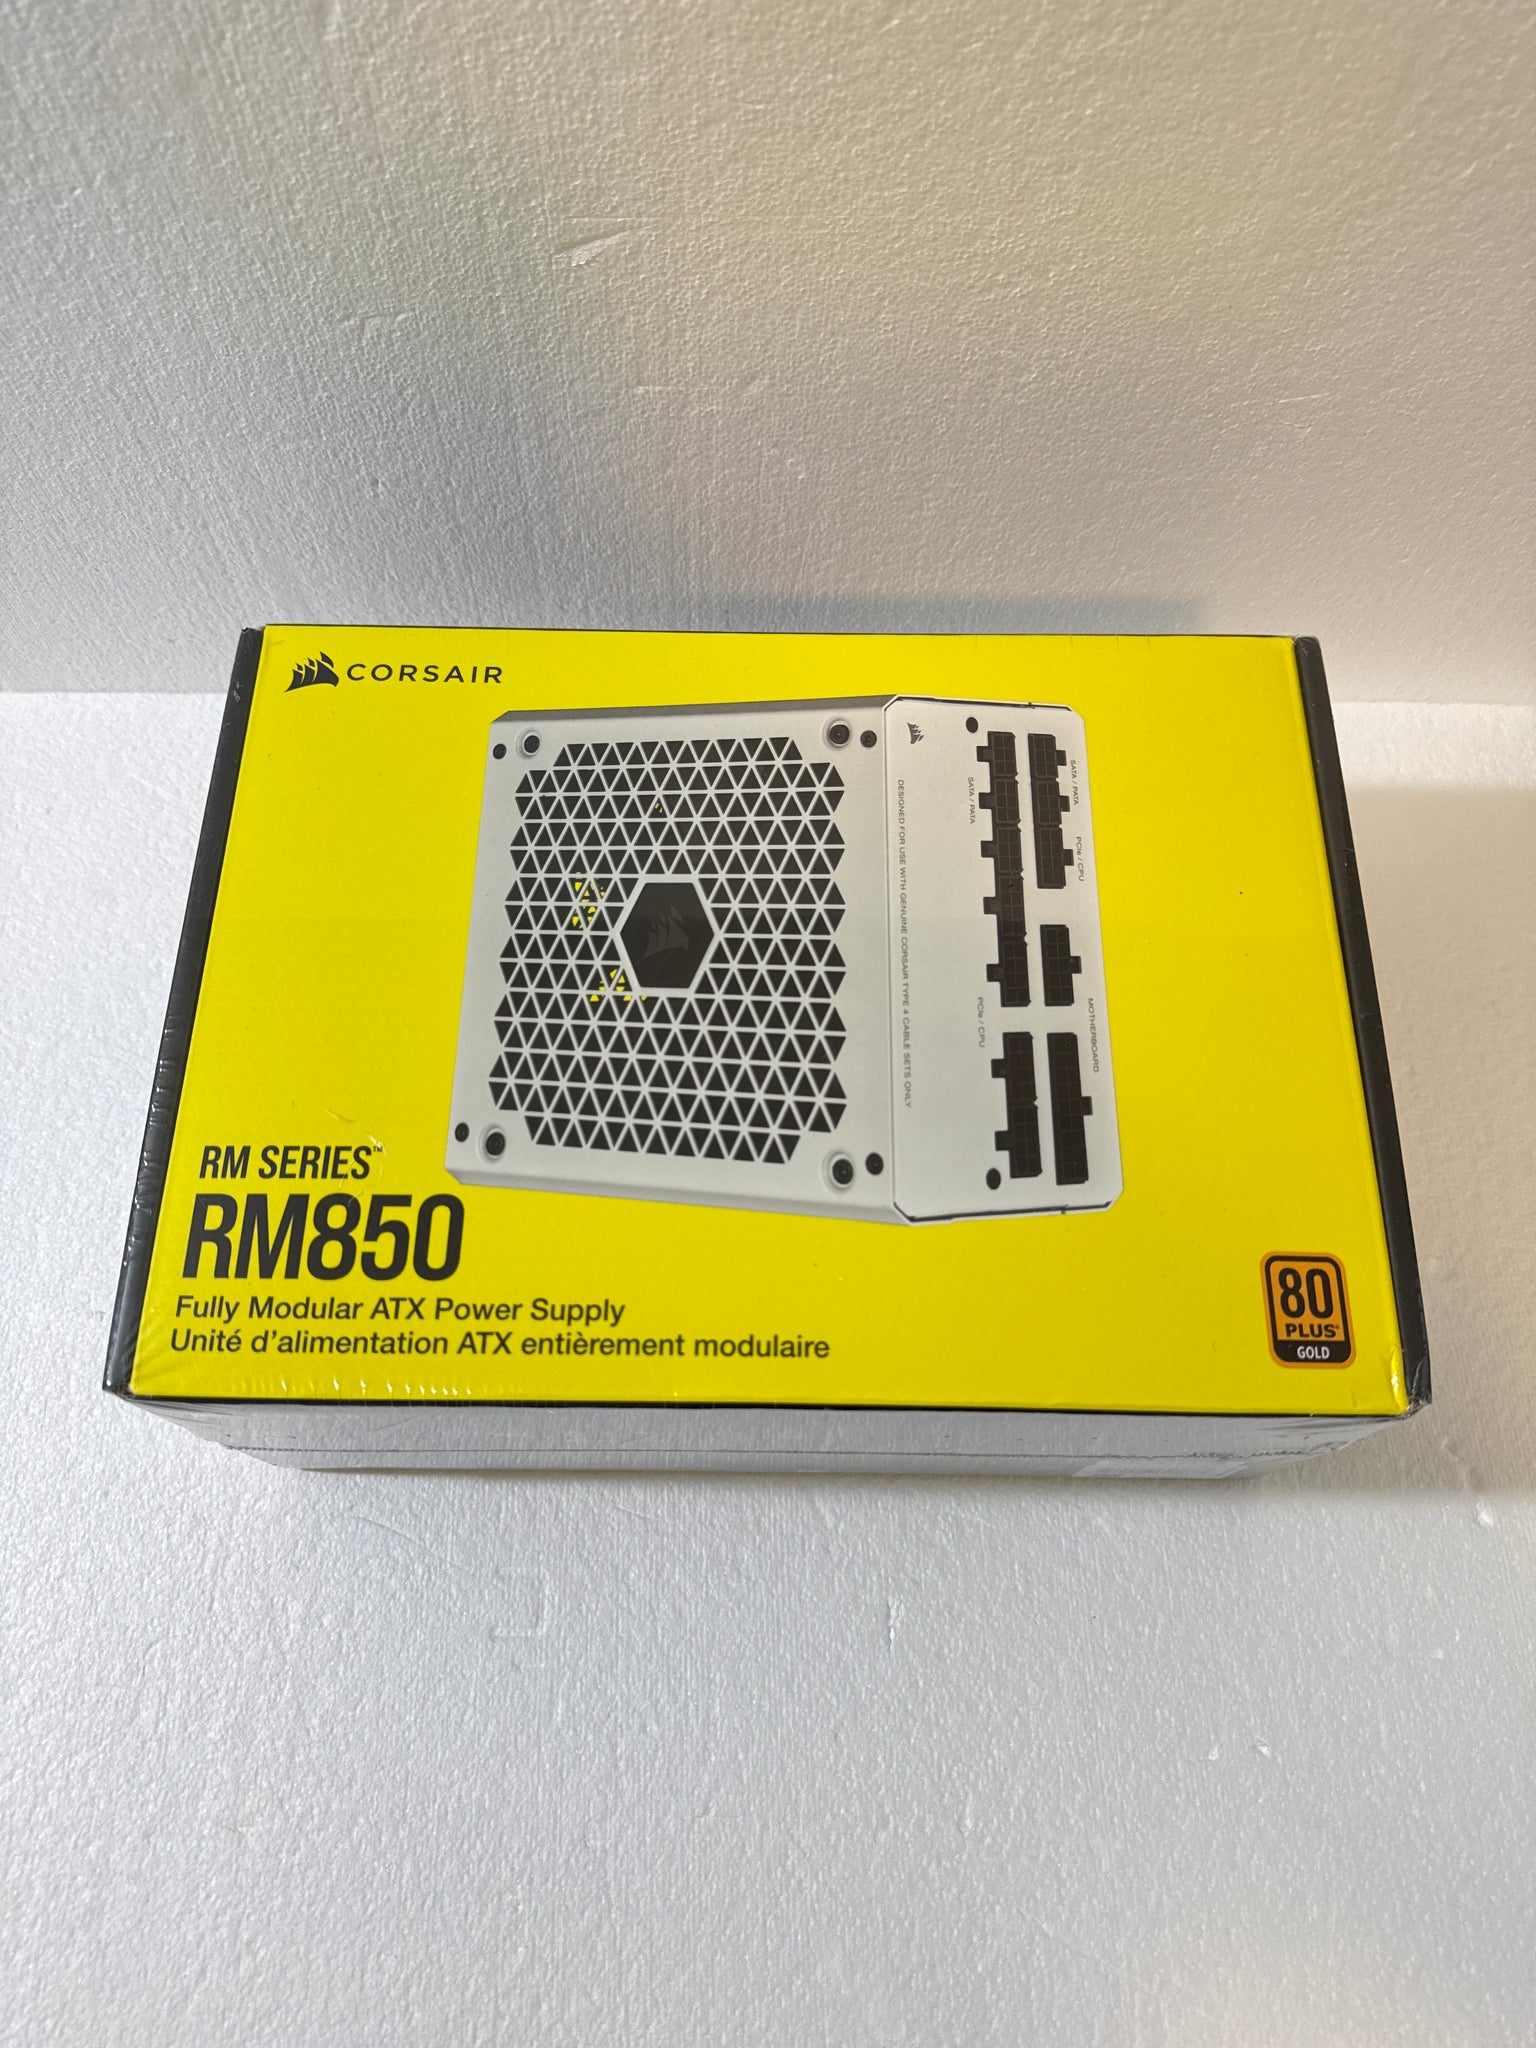 CORSAIR
SATA / PATA
SATA / PATA
PCIe / CPU
DESIGNED FOR USE WITH GENUINE CORSAIR TYPE 4 CABLE SETS ONLY
PCIe / CPU
MOTHERBOARD
RM SERIES™
RM850
Fully Modular ATX Power Supply
Unité d'alimentation ATX entièrement modulaire
80
PLUS®
GOLD